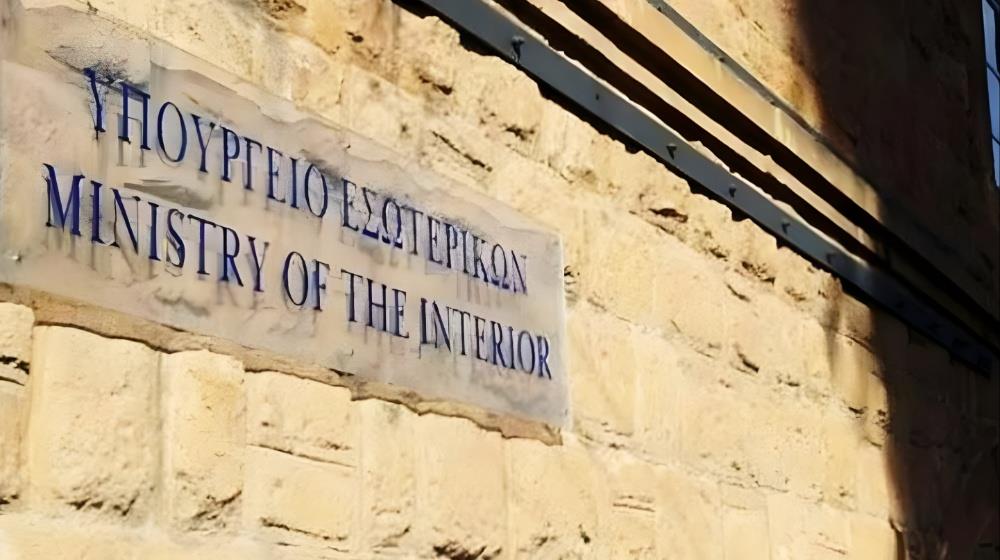 ΥΠΟΥΡΓΕΙΟ ΕΣΩΤΕΡΙΚΩΝ
MINISTRY OF THE INTERIOR